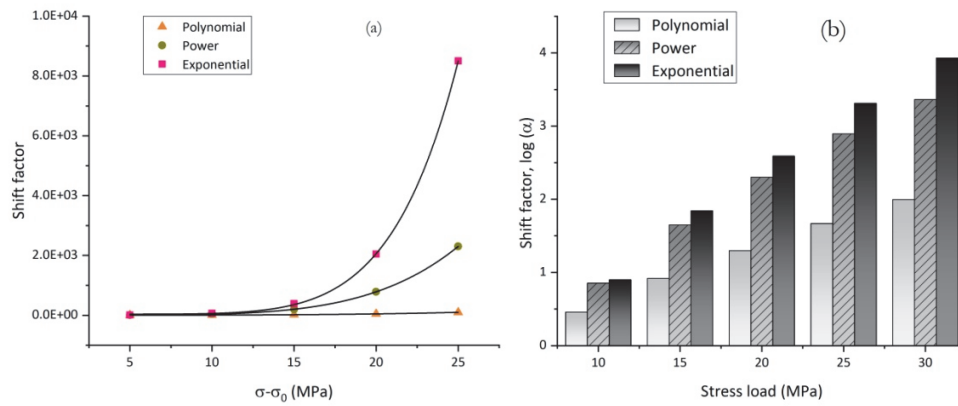 (a)
Polynomial
Power
Exponential
1.0E+04
8.0E+03
6.0E+03
4.0E+03
2.0E+03
0.0E+00
Shift factor
5 10 15 20 25
σ-σ₀ (MPa)
(b)
Polynomial
Power
Exponential
4
3
2
1
0
Shift factor, log (α)
10 15 20 25 30
Stress load (MPa)